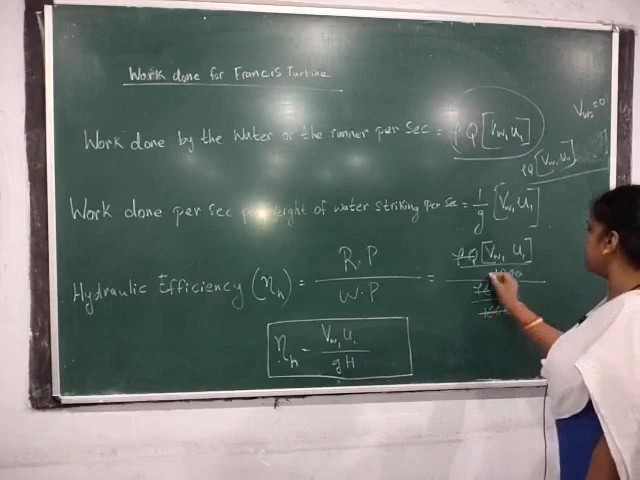 Work done for Francis Turbine
Vw₂=0
Work done by the water on the runner per sec = ρQ [Vw₁ u₁]
ρQ [Vw₁ u₁]
Work done per sec per weight of water striking per sec = 1/g [Vw₁ u₁]
Hydraulic Efficiency (ηh) = R.P / W.P = ρQ [Vw₁ u₁] / 1000
ηh = Vw₁ u₁ / gH